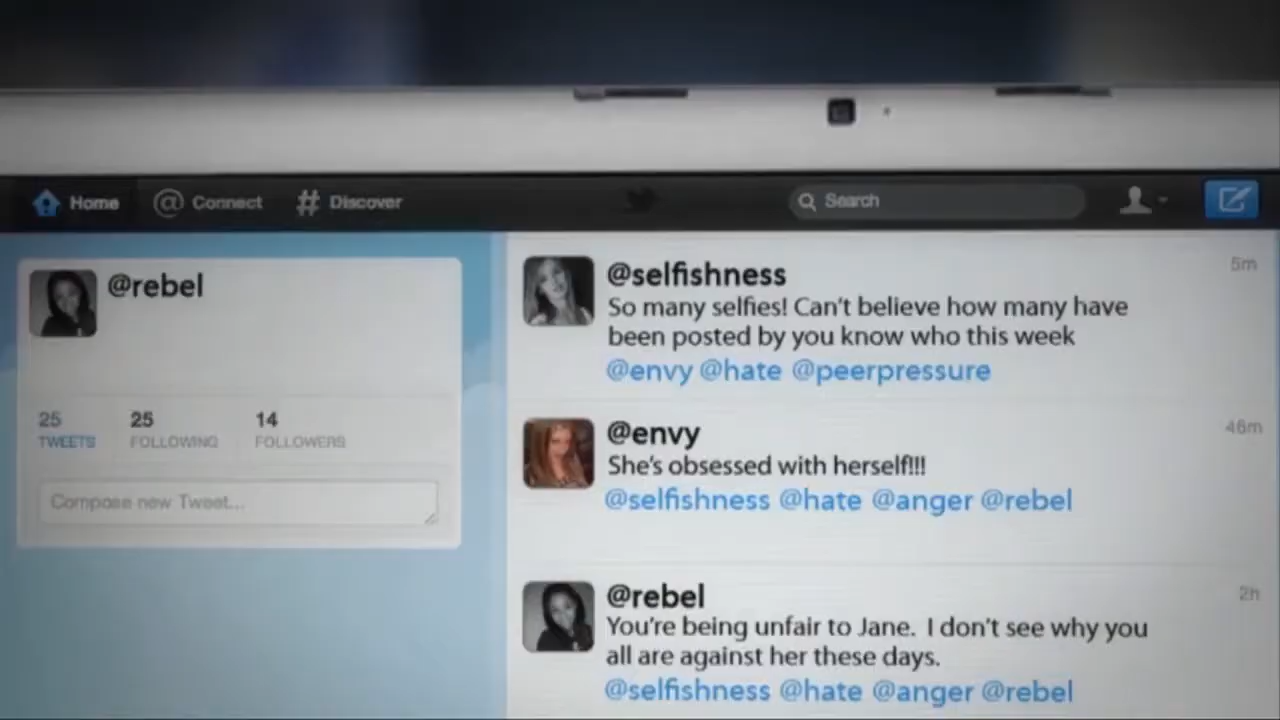 Home
Connect
Discover
Search
@rebel
25
25
14
TWEETS
FOLLOWING
FOLLOWERS
Compose new Tweet...
@selfishness
5m
So many selfies! Can't believe how many have
been posted by you know who this week
@envy @hate @peerpressure
@envy
46m
She's obsessed with herself!!!
@selfishness @hate @anger @rebel
@rebel
2h
You're being unfair to Jane. I don't see why you
all are against her these days.
@selfishness @hate @anger @rebel